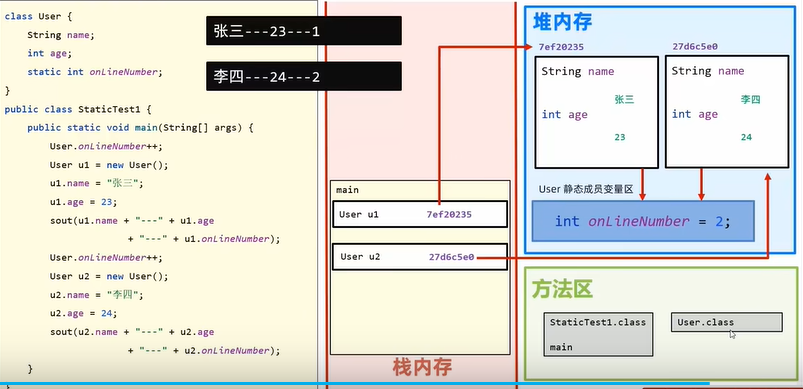 class User {
String name;
int age;
static int onLineNumber;
}
public class StaticTest1 {
public static void main(String[] args) {
User.onLineNumber++;
User u1 = new User();
u1.name = "张三";
u1.age = 23;
sout(u1.name + "---" + u1.age
+ "---" + u1.onLineNumber);
User.onLineNumber++;
User u2 = new User();
u2.name = "李四";
u2.age = 24;
sout(u2.name + "---" + u2.age
+ "---" + u2.onLineNumber);
}
}
张三---23---1
李四---24---2
main
User u1 7ef20235
User u2 27d6c5e0
栈内存
堆内存
7ef20235
String name
张三
int age
23
27d6c5e0
String name
李四
int age
24
User 静态成员变量区
int onLineNumber = 2;
方法区
StaticTest1.class
main
User.class